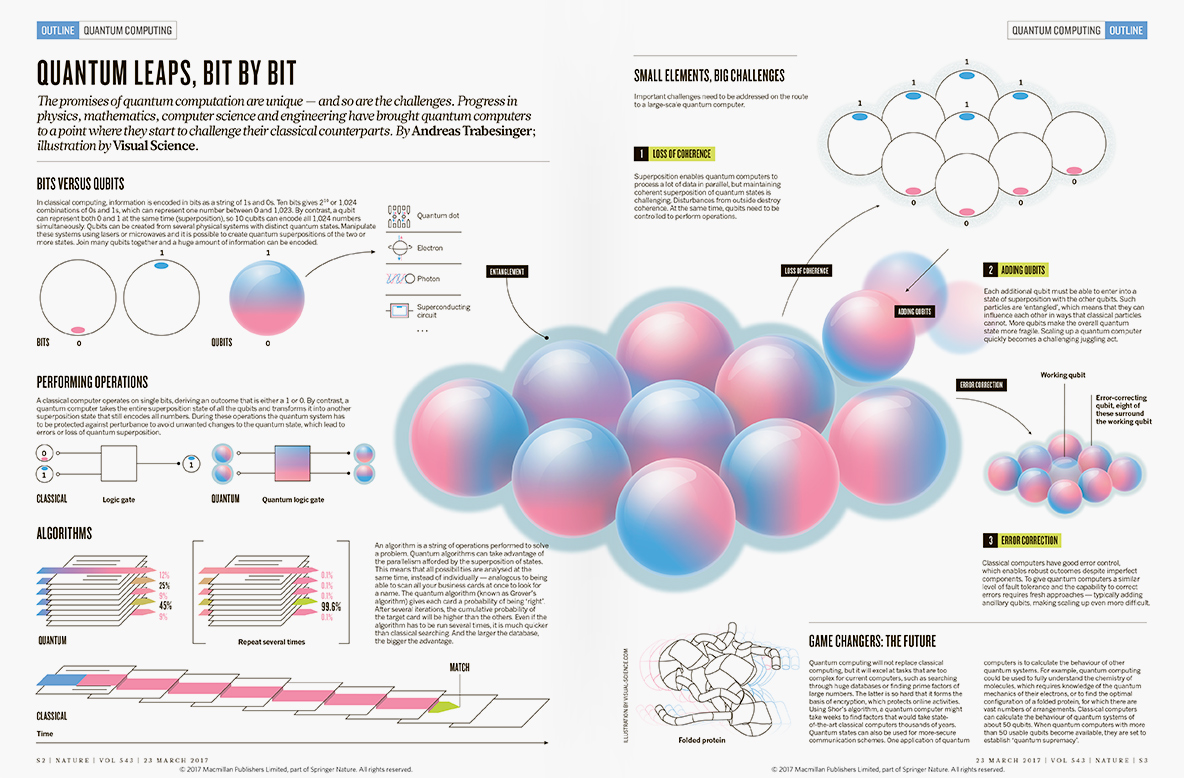 OUTLINE QUANTUM COMPUTING
QUANTUM LEAPS, BIT BY BIT
The promises of quantum computation are unique — and so are the challenges. Progress in
physics, mathematics, computer science and engineering have brought quantum computers
to a point where they start to challenge their classical counterparts. By Andreas Trabesinger;
illustration by Visual Science.
BITS VERSUS QUBITS
In classical computing, information is encoded in bits as a string of 1s and 0s. Ten bits gives 2¹⁰ or 1,024
combinations of 0s and 1s, which can represent one number between 0 and 1,023. By contrast, a qubit
can represent both 0 and 1 at the same time (superposition), so 10 qubits can encode all 1,024 numbers
simultaneously. Qubits can be created from several physical systems with distinct quantum states. Manipulate
these systems using lasers or microwaves and it is possible to create quantum superpositions of the two or
more states. Join many qubits together and a huge amount of information can be encoded.
1
1
BITS
0
QUBITS
0
Quantum dot
Electron
Photon
Superconducting
circuit
...
ENTANGLEMENT
PERFORMING OPERATIONS
A classical computer operates on single bits, deriving an outcome that is either a 1 or 0. By contrast, a
quantum computer takes the entire superposition state of all the qubits and transforms it into another
superposition state that still encodes all numbers. During these operations the quantum system has
to be protected against perturbance to avoid unwanted changes to the quantum state, which lead to
errors or loss of quantum superposition.
0
1
1
CLASSICAL
Logic gate
QUANTUM
Quantum logic gate
ALGORITHMS
12%
25%
9%
45%
9%
QUANTUM
0.1%
0.1%
0.1%
99.6%
0.1%
Repeat several times
An algorithm is a string of operations performed to solve
a problem. Quantum algorithms can take advantage of
the parallelism afforded by the superposition of states.
This means that all possibilities are analysed at the
same time, instead of individually — analogous to being
able to scan all your business cards at once to look for
a name. The quantum algorithm (known as Grover's
algorithm) gives each card a probability of being 'right'.
After several iterations, the cumulative probability of
the target card will be higher than the others. Even if the
algorithm has to be run several times, it is much quicker
than classical searching. And the larger the database,
the bigger the advantage.
MATCH
CLASSICAL
Time
S2 | NATURE | VOL 543 | 23 MARCH 2017
© 2017 Macmillan Publishers Limited, part of Springer Nature. All rights reserved.
QUANTUM COMPUTING OUTLINE
SMALL ELEMENTS, BIG CHALLENGES
Important challenges need to be addressed on the route
to a large-scale quantum computer.
1 LOSS OF COHERENCE
Superposition enables quantum computers to
process a lot of data in parallel, but maintaining
coherent superposition of quantum states is
challenging. Disturbances from outside destroy
coherence. At the same time, qubits need to be
controlled to perform operations.
1
1
1
1
1
0
0
0
0
LOSS OF COHERENCE
ADDING QUBITS
2 ADDING QUBITS
Each additional qubit must be able to enter into a
state of superposition with the other qubits. Such
particles are 'entangled', which means that they can
influence each other in ways that classical particles
cannot. More qubits make the overall quantum
state more fragile. Scaling up a quantum computer
quickly becomes a challenging juggling act.
ERROR CORRECTION
Working qubit
Error-correcting
qubit, eight of
these surround
the working qubit
3 ERROR CORRECTION
Classical computers have good error control,
which enables robust outcomes despite imperfect
components. To give quantum computers a similar
level of fault tolerance and the capability to correct
errors requires fresh approaches — typically adding
ancillary qubits, making scaling up even more difficult.
ILLUSTRATION BY VISUAL-SCIENCE.COM
Folded protein
GAME CHANGERS: THE FUTURE
Quantum computing will not replace classical
computing, but it will excel at tasks that are too
complex for current computers, such as searching
through huge databases or finding prime factors of
large numbers. The latter is so hard that it forms the
basis of encryption, which protects online activities.
Using Shor's algorithm, a quantum computer might
take weeks to find factors that would take state-
of-the-art classical computers thousands of years.
Quantum states can also be used for more-secure
communication schemes. One application of quantum
computers is to calculate the behaviour of other
quantum systems. For example, quantum computing
could be used to fully understand the chemistry of
molecules, which requires knowledge of the quantum
mechanics of their electrons, or to find the optimal
configuration of a folded protein, for which there are
vast numbers of arrangements. Classical computers
can calculate the behaviour of quantum systems of
about 50 qubits. When quantum computers with more
than 50 usable qubits become available, they are set to
establish 'quantum supremacy'.
23 MARCH 2017 | VOL 543 | NATURE | S3
© 2017 Macmillan Publishers Limited, part of Springer Nature. All rights reserved.